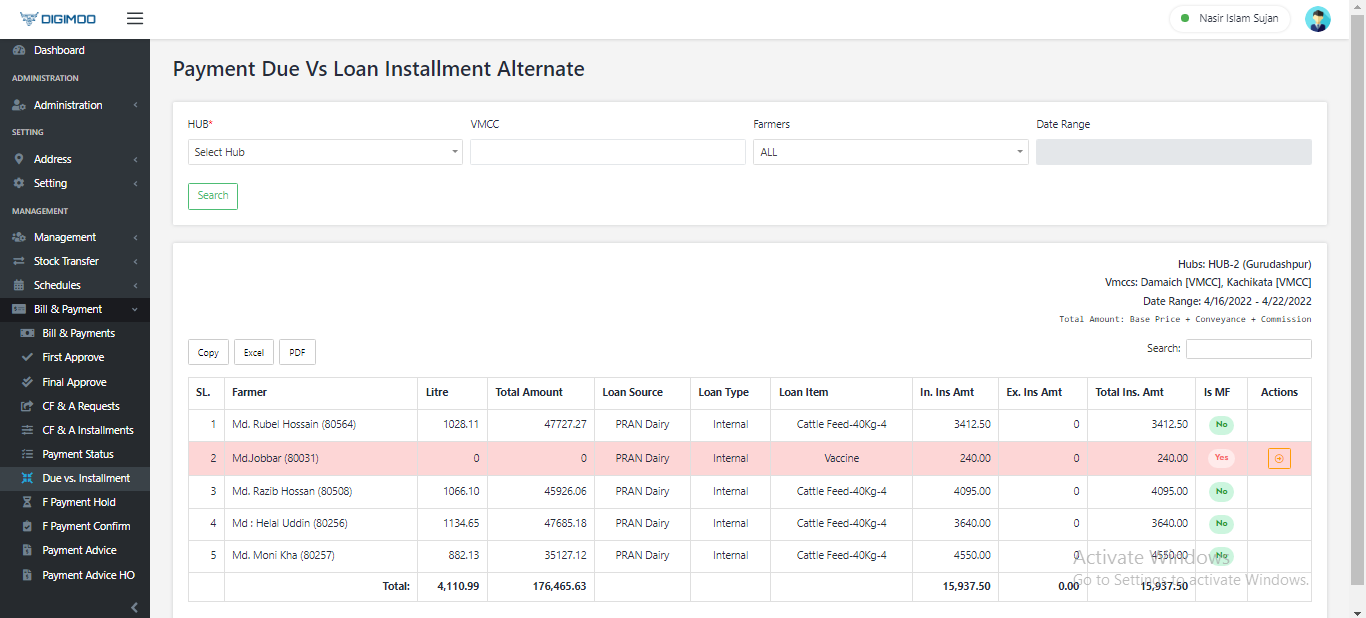 DIGIMOO
Nasir Islam Sujan
Dashboard
ADMINISTRATION
Administration
SETTING
Address
Setting
MANAGEMENT
Management
Stock Transfer
Schedules
Bill & Payment
Bill & Payments
First Approve
Final Approve
CF & A Requests
CF & A Installments
Payment Status
Due vs. Installment
F Payment Hold
F Payment Confirm
Payment Advice
Payment Advice HO
Payment Due Vs Loan Installment Alternate
HUB* VMCC Farmers Date Range
Select Hub ALL
Search
Hubs: HUB-2 (Gurudashpur)
Vmccs: Damaich [VMCC], Kachikata [VMCC]
Date Range: 4/16/2022 - 4/22/2022
Total Amount: Base Price + Conveyance + Commission
Copy Excel PDF Search:
SL. Farmer Litre Total Amount Loan Source Loan Type Loan Item In. Ins Amt Ex. Ins Amt Total Ins. Amt Is MF Actions
1 Md. Rubel Hossain (80564) 1028.11 47727.27 PRAN Dairy Internal Cattle Feed-40Kg-4 3412.50 0 3412.50 No
2 Md.Jobbar (80031) 0 0 PRAN Dairy Internal Vaccine 240.00 0 240.00 Yes
3 Md. Razib Hossan (80508) 1066.10 45926.06 PRAN Dairy Internal Cattle Feed-40Kg-4 4095.00 0 4095.00 No
4 Md : Helal Uddin (80256) 1134.65 47685.18 PRAN Dairy Internal Cattle Feed-40Kg-4 3640.00 0 3640.00 No
5 Md. Moni Kha (80257) 882.13 35127.12 PRAN Dairy Internal Cattle Feed-40Kg-4 4550.00 0 4550.00 No
Total: 4,110.99 176,465.63 15,937.50 0.00 15,937.50
Activate Windows
Go to Settings to activate Windows.